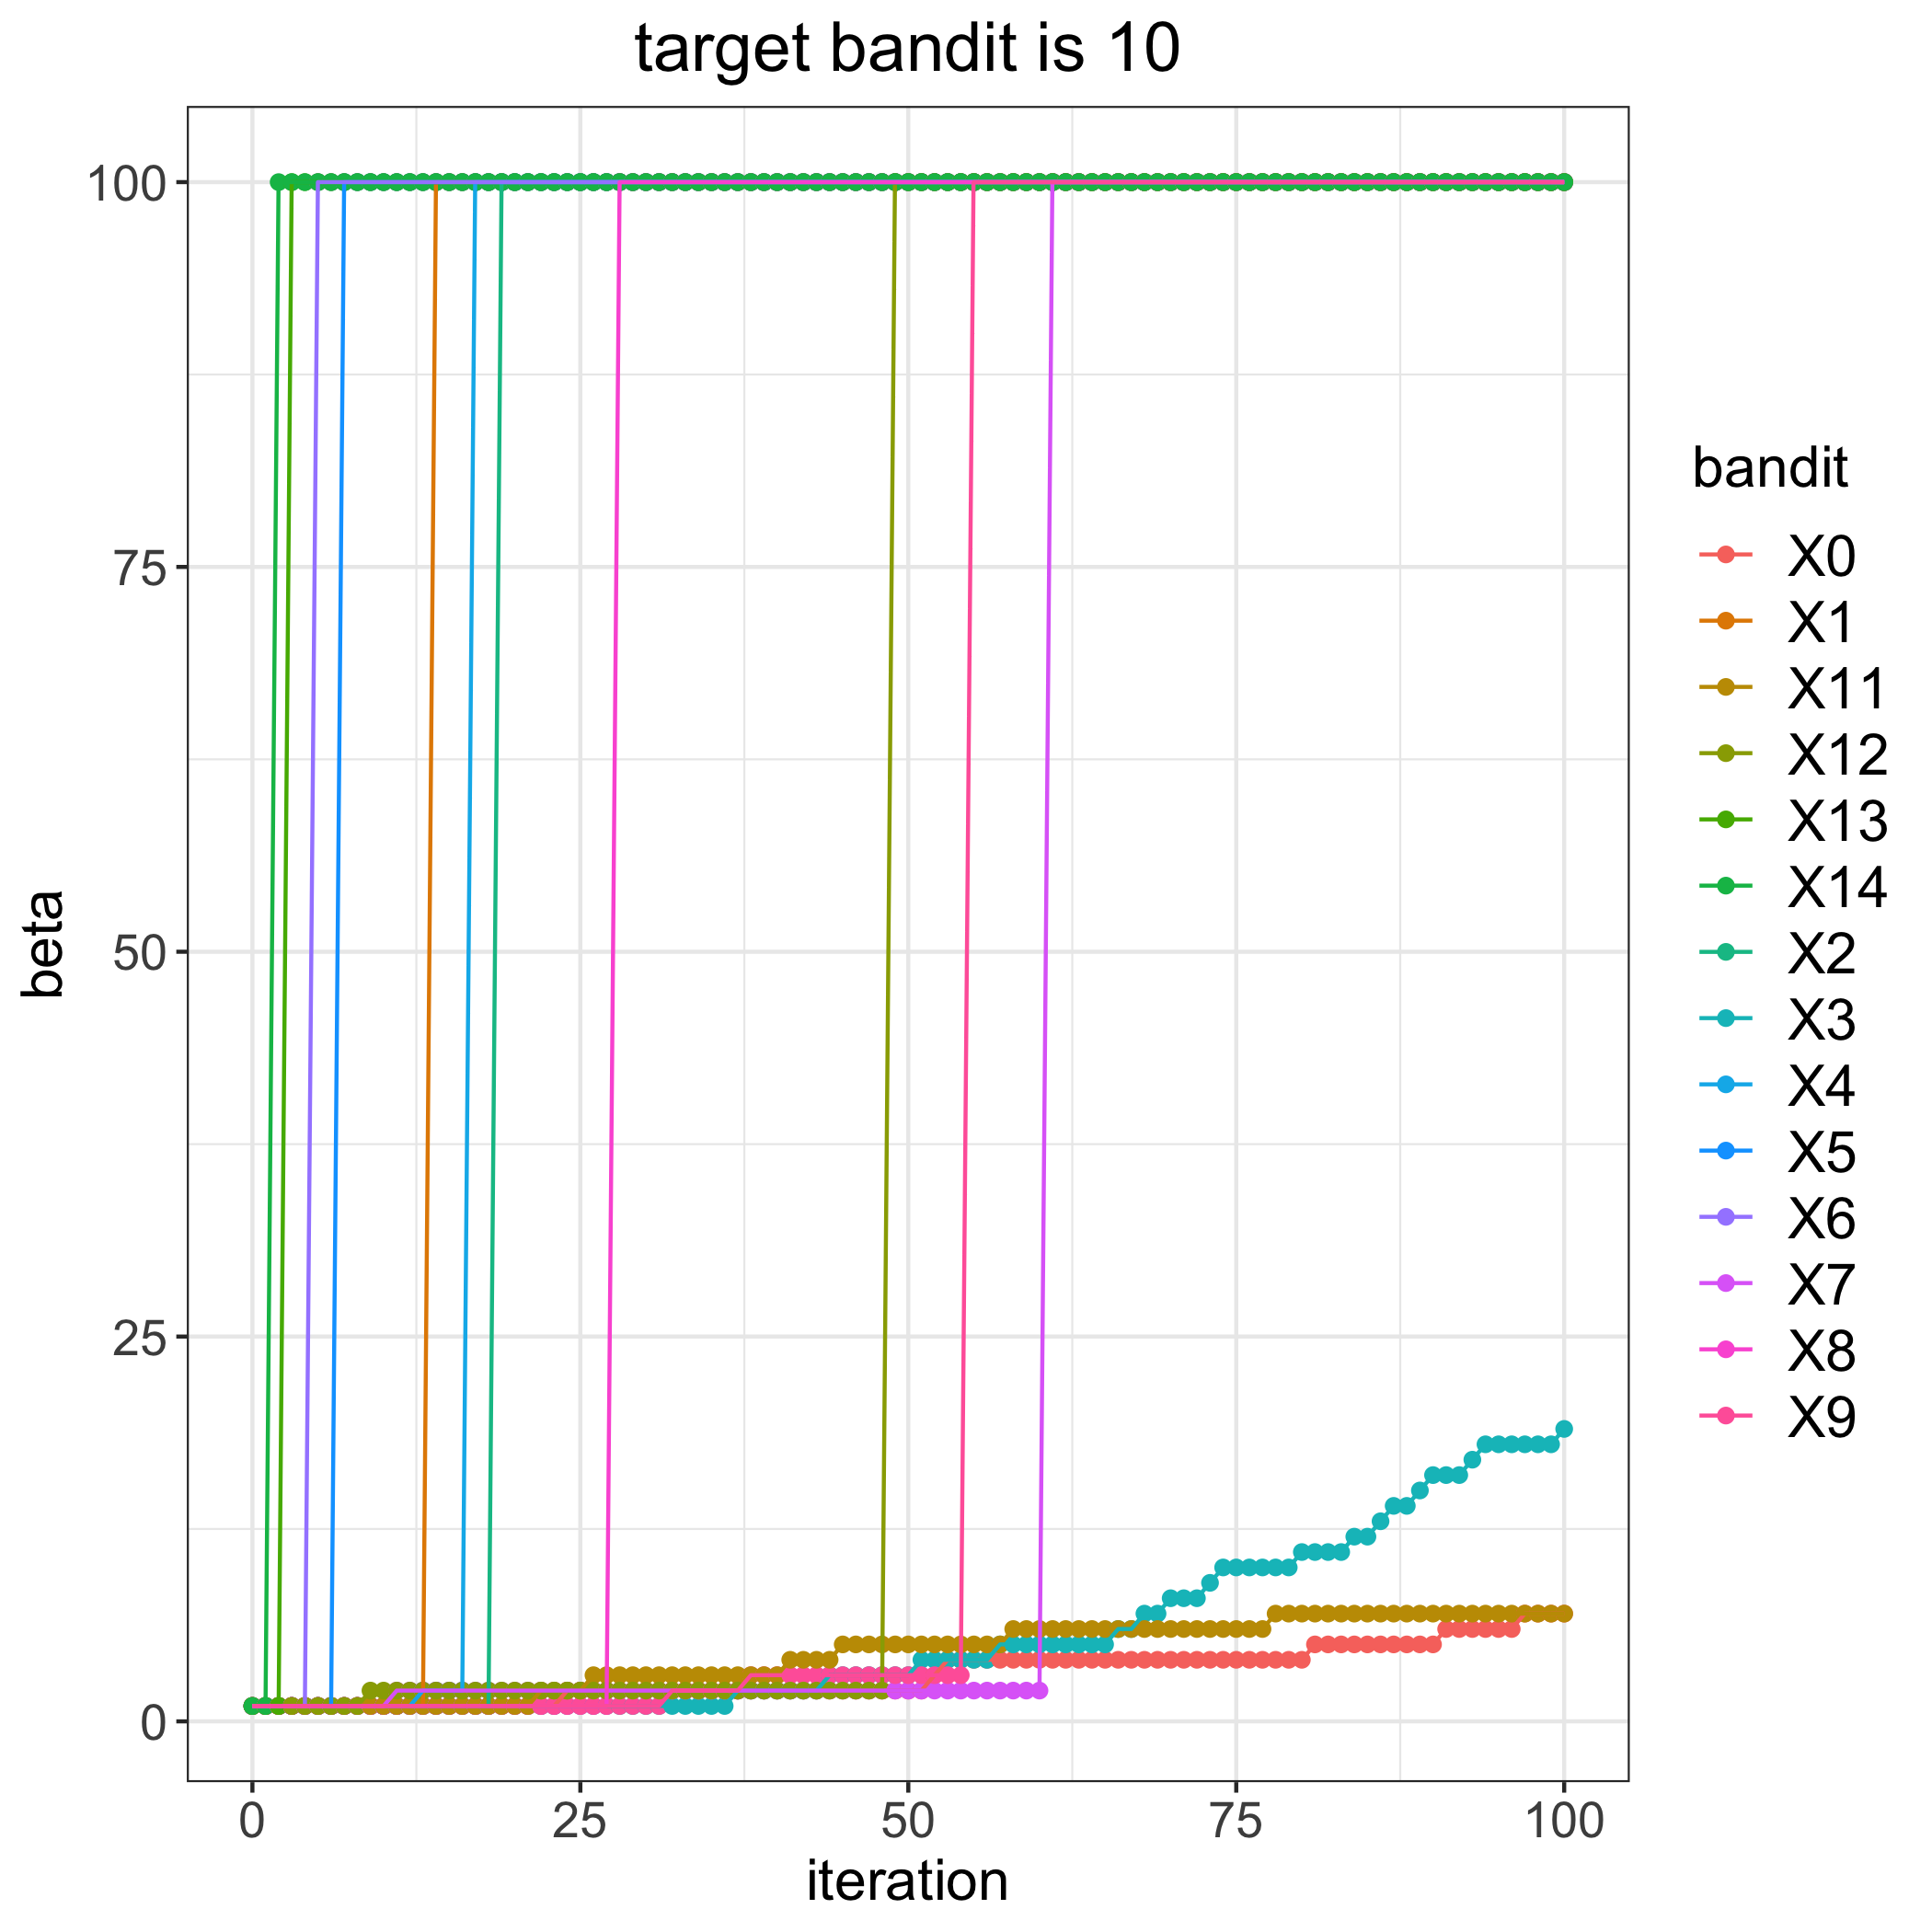 target bandit is 10
100
75
50
25
0
beta
0 25 50 75 100
iteration
bandit
X0
X1
X11
X12
X13
X14
X2
X3
X4
X5
X6
X7
X8
X9